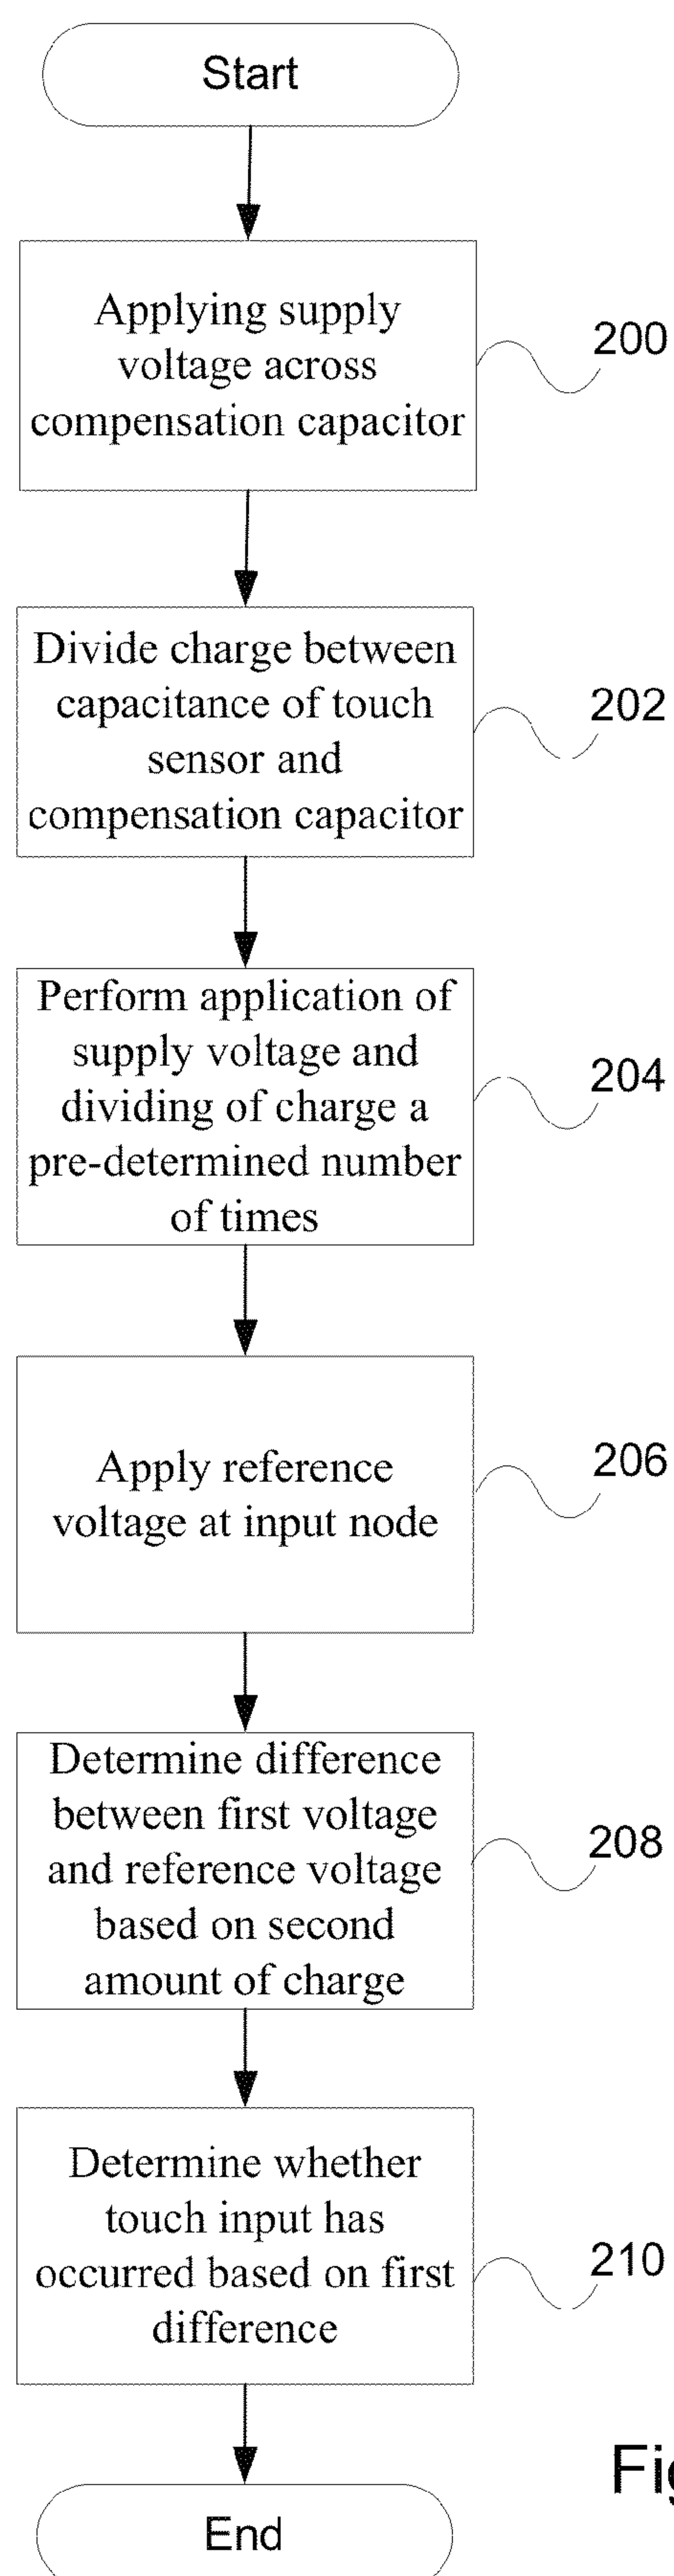 Start
Applying supply
voltage across
compensation capacitor
200
Divide charge between
capacitance of touch
sensor and
compensation capacitor
202
Perform application of
supply voltage and
dividing of charge a
pre-determined number
of times
204
Apply reference
voltage at input node
206
Determine difference
between first voltage
and reference voltage
based on second
amount of charge
208
Determine whether
touch input has
occurred based on first
difference
210
End